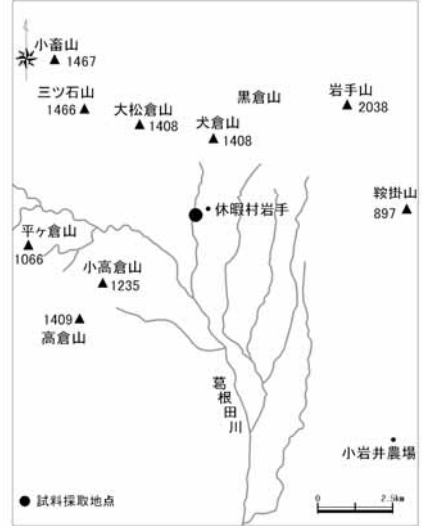 小畜山
1467
三ツ石山
1466
大松倉山
1408
犬倉山
1408
黒倉山
岩手山
2038
休暇村岩手
鞍掛山
897
平ヶ倉山
1066
小高倉山
1235
1409
高倉山
葛根田川
小岩井農場
試料採取地点
0 2.5km